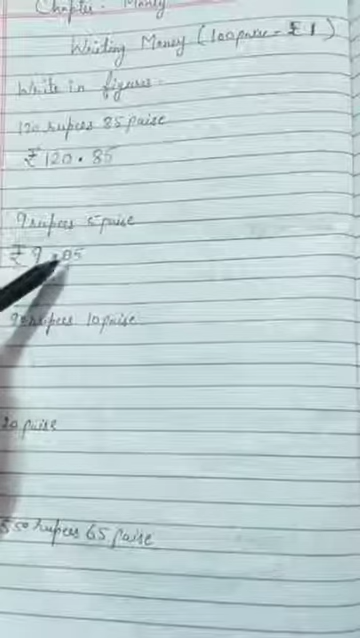 Chapter - Money
Writing Money (100 paise = ₹ 1)
Write in figures.
120 rupees 85 paise
₹ 120.85
9 rupees 5 paise
₹ 9.05
rupees 10 paise
20 paise
550 rupees 65 paise